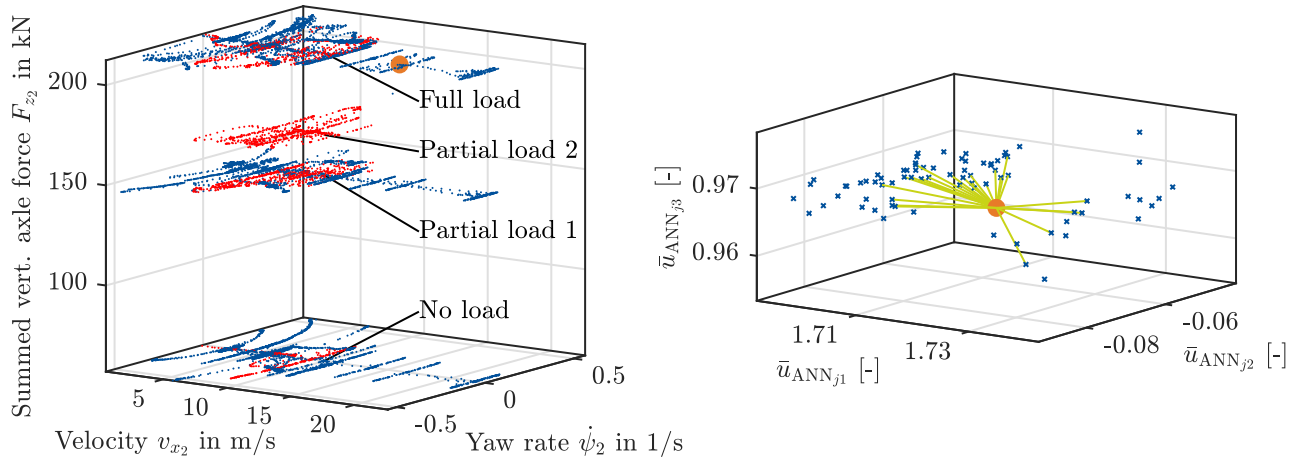 Summed vert. axle force F_{z_2} in kN
200
150
100
Full load
Partial load 2
Partial load 1
No load
5
10
15
20
-0.5
0
0.5
Velocity v_{x_2} in m/s
Yaw rate ψ̇_2 in 1/s
ū_{ANN_{j3}} [-]
0.97
0.96
1.71
1.73
-0.08
-0.06
ū_{ANN_{j1}} [-]
ū_{ANN_{j2}} [-]